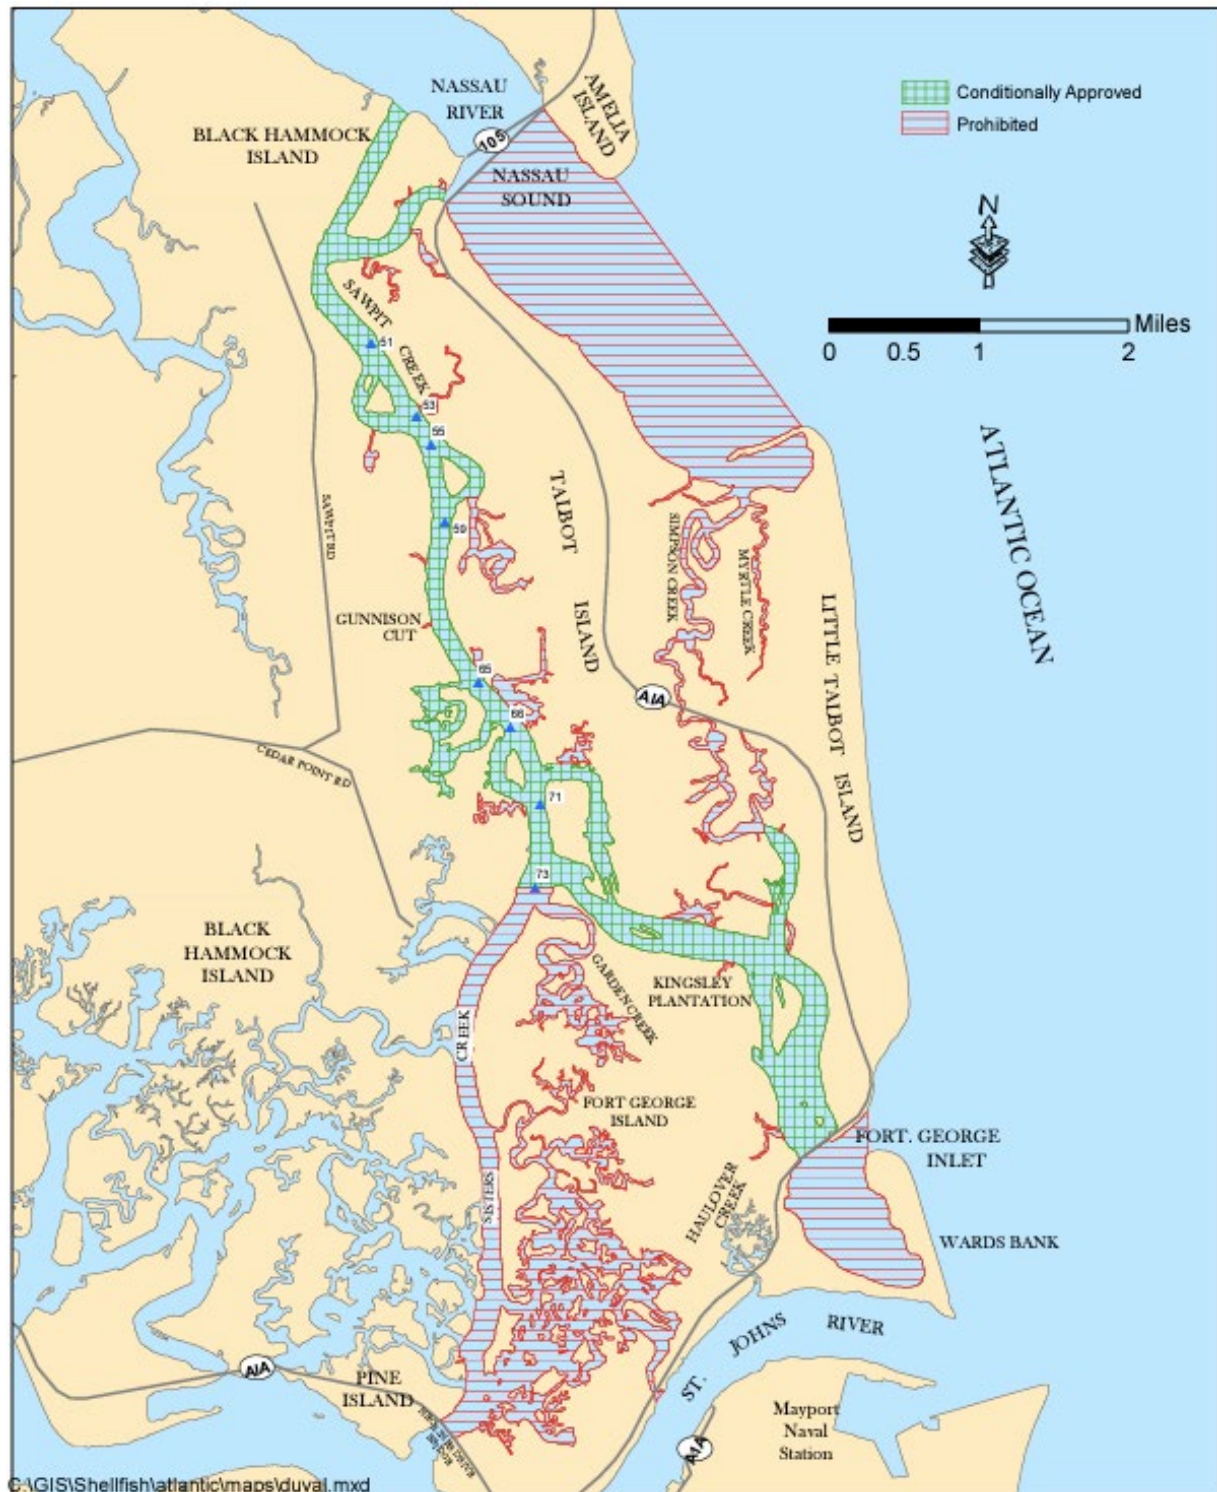 NASSAU
RIVER
AMELIA
ISLAND
Conditionally Approved
Prohibited
BLACK HAMMOCK
ISLAND
105
NASSAU
SOUND
N
Miles
0 0.5 1 2
SAWPIT
CREEK
51
53
55
59
ATLANTIC OCEAN
TALBOT
ISLAND
SAWPIT RD
SIMPSON CREEK
MYRTLE CREEK
LITTLE TALBOT ISLAND
GUNNISON
CUT
65
66
A1A
CEDAR POINT RD
71
73
BLACK
HAMMOCK
ISLAND
GARDEN CREEK
KINGSLEY
PLANTATION
CREEK
SISTERS
FORT GEORGE
ISLAND
FORT. GEORGE
INLET
HAULOVER
CREEK
WARDS BANK
ST. JOHNS RIVER
A1A
PINE
ISLAND
Mayport
Naval
Station
A1A
C:\GIS\Shellfish\atlantic\maps\duval.mxd